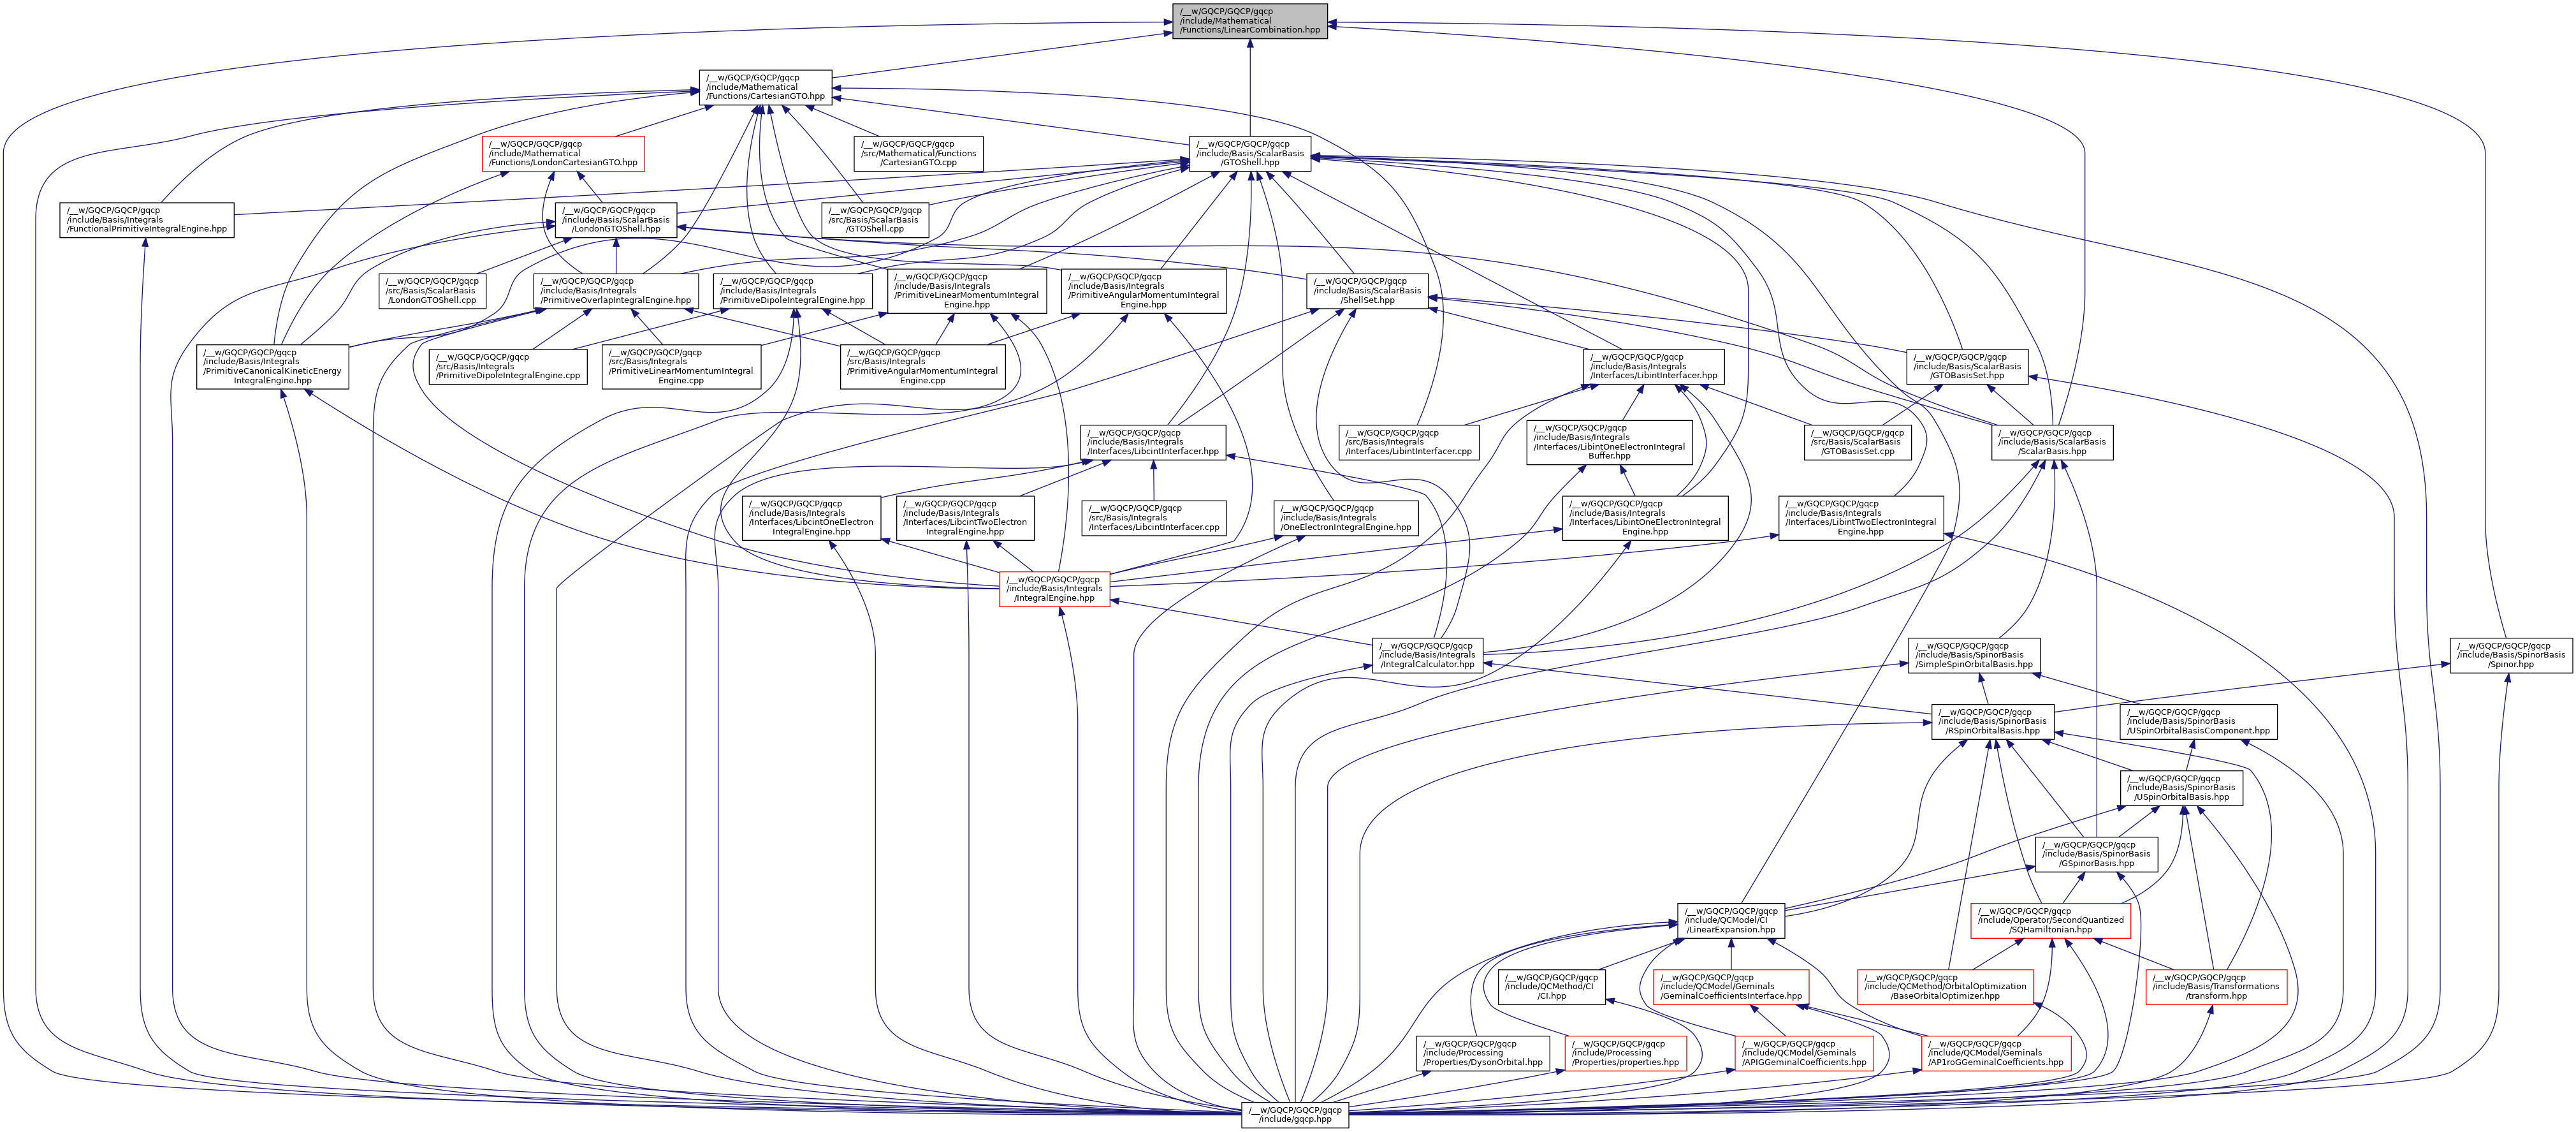 /__w/GQCP/GQCP/gqcp
/include/Mathematical
/Functions/LinearCombination.hpp
/__w/GQCP/GQCP/gqcp
/include/Mathematical
/Functions/CartesianGTO.hpp
/__w/GQCP/GQCP/gqcp
/include/Mathematical
/Functions/LondonCartesianGTO.hpp
/__w/GQCP/GQCP/gqcp
/src/Mathematical/Functions
/CartesianGTO.cpp
/__w/GQCP/GQCP/gqcp
/include/Basis/ScalarBasis
/GTOShell.hpp
/__w/GQCP/GQCP/gqcp
/include/Basis/Integrals
/FunctionalPrimitiveIntegralEngine.hpp
/__w/GQCP/GQCP/gqcp
/include/Basis/ScalarBasis
/LondonGTOShell.hpp
/__w/GQCP/GQCP/gqcp
/src/Basis/ScalarBasis
/GTOShell.cpp
/__w/GQCP/GQCP/gqcp
/src/Basis/ScalarBasis
/LondonGTOShell.cpp
/__w/GQCP/GQCP/gqcp
/include/Basis/Integrals
/PrimitiveOverlapIntegralEngine.hpp
/__w/GQCP/GQCP/gqcp
/include/Basis/Integrals
/PrimitiveDipoleIntegralEngine.hpp
/__w/GQCP/GQCP/gqcp
/include/Basis/Integrals
/PrimitiveLinearMomentumIntegral
Engine.hpp
/__w/GQCP/GQCP/gqcp
/include/Basis/Integrals
/PrimitiveAngularMomentumIntegral
Engine.hpp
/__w/GQCP/GQCP/gqcp
/include/Basis/ScalarBasis
/ShellSet.hpp
/__w/GQCP/GQCP/gqcp
/include/Basis/Integrals
/PrimitiveCanonicalKineticEnergy
IntegralEngine.hpp
/__w/GQCP/GQCP/gqcp
/src/Basis/Integrals
/PrimitiveDipoleIntegralEngine.cpp
/__w/GQCP/GQCP/gqcp
/src/Basis/Integrals
/PrimitiveLinearMomentumIntegral
Engine.cpp
/__w/GQCP/GQCP/gqcp
/src/Basis/Integrals
/PrimitiveAngularMomentumIntegral
Engine.cpp
/__w/GQCP/GQCP/gqcp
/include/Basis/Integrals
/Interfaces/LibintInterfacer.hpp
/__w/GQCP/GQCP/gqcp
/include/Basis/ScalarBasis
/GTOBasisSet.hpp
/__w/GQCP/GQCP/gqcp
/include/Basis/Integrals
/Interfaces/LibcintInterfacer.hpp
/__w/GQCP/GQCP/gqcp
/src/Basis/Integrals
/Interfaces/LibintInterfacer.cpp
/__w/GQCP/GQCP/gqcp
/include/Basis/Integrals
/Interfaces/LibintOneElectronIntegral
Buffer.hpp
/__w/GQCP/GQCP/gqcp
/src/Basis/ScalarBasis
/GTOBasisSet.cpp
/__w/GQCP/GQCP/gqcp
/include/Basis/ScalarBasis
/ScalarBasis.hpp
/__w/GQCP/GQCP/gqcp
/include/Basis/Integrals
/Interfaces/LibcintOneElectron
IntegralEngine.hpp
/__w/GQCP/GQCP/gqcp
/include/Basis/Integrals
/Interfaces/LibcintTwoElectron
IntegralEngine.hpp
/__w/GQCP/GQCP/gqcp
/src/Basis/Integrals
/Interfaces/LibcintInterfacer.cpp
/__w/GQCP/GQCP/gqcp
/include/Basis/Integrals
/OneElectronIntegralEngine.hpp
/__w/GQCP/GQCP/gqcp
/include/Basis/Integrals
/Interfaces/LibintOneElectronIntegral
Engine.hpp
/__w/GQCP/GQCP/gqcp
/include/Basis/Integrals
/Interfaces/LibintTwoElectronIntegral
Engine.hpp
/__w/GQCP/GQCP/gqcp
/include/Basis/Integrals
/IntegralEngine.hpp
/__w/GQCP/GQCP/gqcp
/include/Basis/Integrals
/IntegralCalculator.hpp
/__w/GQCP/GQCP/gqcp
/include/Basis/SpinorBasis
/SimpleSpinOrbitalBasis.hpp
/__w/GQCP/GQCP/gqcp
/include/Basis/SpinorBasis
/Spinor.hpp
/__w/GQCP/GQCP/gqcp
/include/Basis/SpinorBasis
/RSpinOrbitalBasis.hpp
/__w/GQCP/GQCP/gqcp
/include/Basis/SpinorBasis
/USpinOrbitalBasisComponent.hpp
/__w/GQCP/GQCP/gqcp
/include/Basis/SpinorBasis
/USpinOrbitalBasis.hpp
/__w/GQCP/GQCP/gqcp
/include/Basis/SpinorBasis
/GSpinorBasis.hpp
/__w/GQCP/GQCP/gqcp
/include/QCModel/CI
/LinearExpansion.hpp
/__w/GQCP/GQCP/gqcp
/include/Operator/SecondQuantized
/SQHamiltonian.hpp
/__w/GQCP/GQCP/gqcp
/include/QCMethod/CI
/CI.hpp
/__w/GQCP/GQCP/gqcp
/include/QCModel/Geminals
/GeminalCoefficientsInterface.hpp
/__w/GQCP/GQCP/gqcp
/include/QCMethod/OrbitalOptimization
/BaseOrbitalOptimizer.hpp
/__w/GQCP/GQCP/gqcp
/include/Basis/Transformations
/transform.hpp
/__w/GQCP/GQCP/gqcp
/include/Processing
/Properties/DysonOrbital.hpp
/__w/GQCP/GQCP/gqcp
/include/Processing
/Properties/properties.hpp
/__w/GQCP/GQCP/gqcp
/include/QCModel/Geminals
/APIGGeminalCoefficients.hpp
/__w/GQCP/GQCP/gqcp
/include/QCModel/Geminals
/AP1roGGeminalCoefficients.hpp
/__w/GQCP/GQCP/gqcp
/include/gqcp.hpp